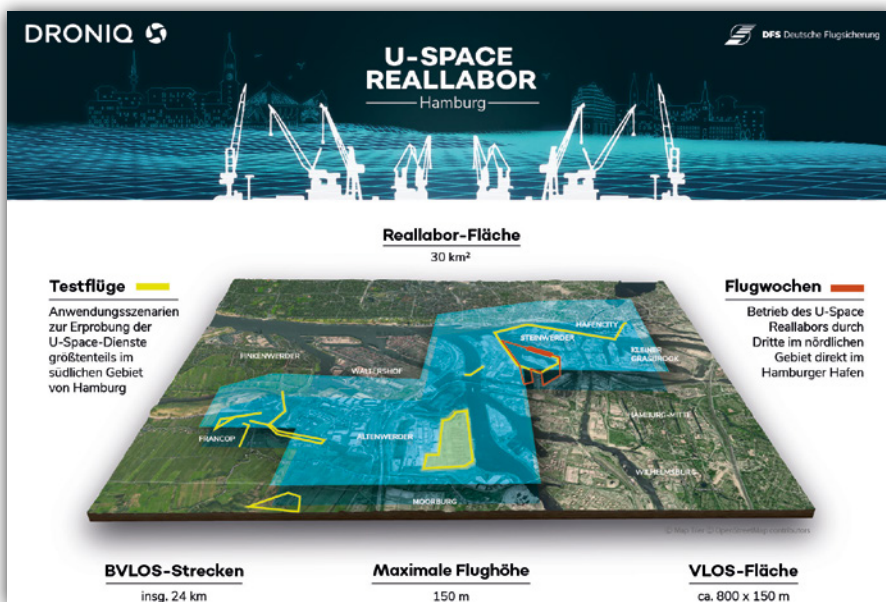 DRONIQ
DFS Deutsche Flugsicherung
U-SPACE
REALLABOR
Hamburg
Reallabor-Fläche
30 km²
Testflüge
Anwendungsszenarien
zur Erprobung der
U-Space-Dienste
größtenteils im
südlichen Gebiet
von Hamburg
Flugwochen
Betrieb des U-Space
Reallabors durch
Dritte im nördlichen
Gebiet direkt im
Hamburger Hafen
HAFENCITY
STEINWERDER
KLEINER
GRASBROOK
FINKENWERDER
WALTERSHOF
HAMBURG-MITTE
FRANCOP
ALTENWERDER
WILHELMSBURG
MOORBURG
© MapTiler © OpenStreetMap contributors
BVLOS-Strecken
insg. 24 km
Maximale Flughöhe
150 m
VLOS-Fläche
ca. 800 x 150 m